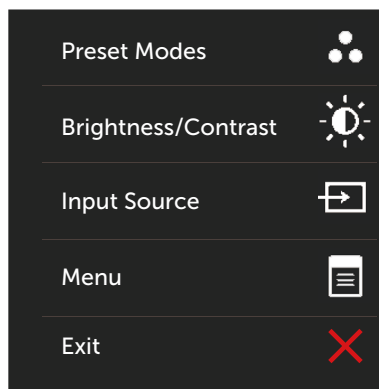 Preset Modes
Brightness/Contrast
Input Source
Menu
Exit